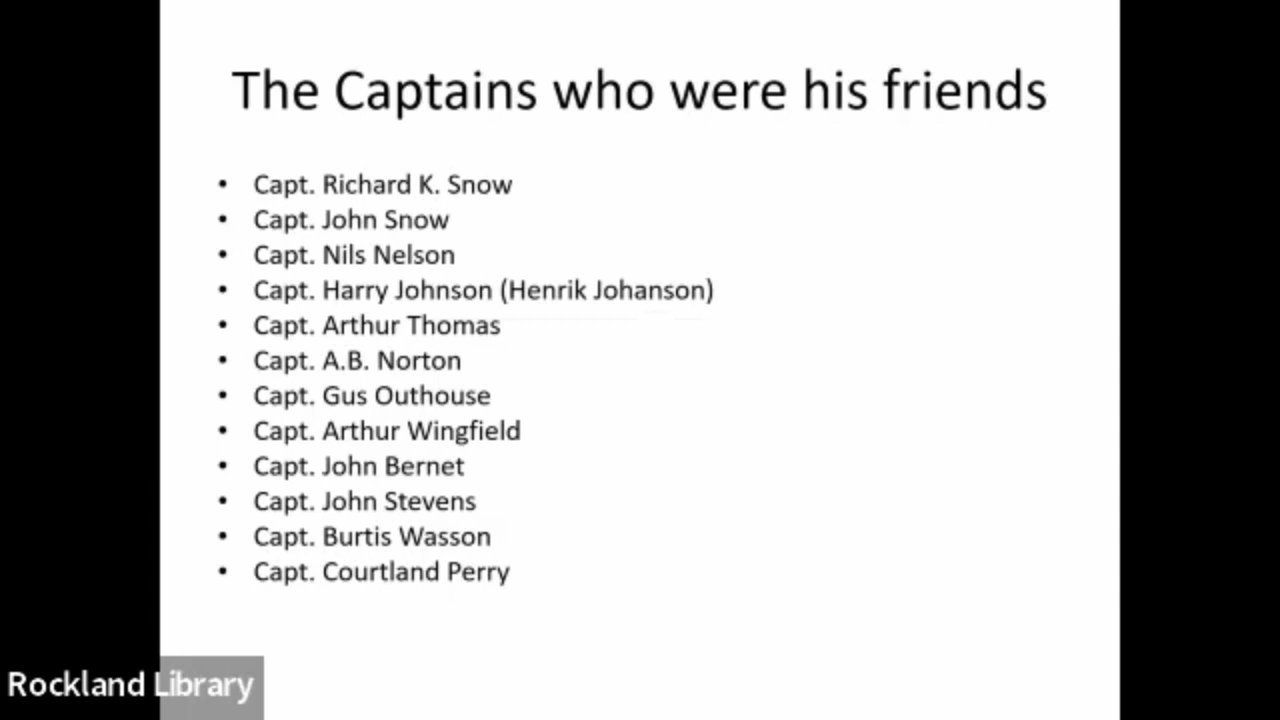 The Captains who were his friends
• Capt. Richard K. Snow
• Capt. John Snow
• Capt. Nils Nelson
• Capt. Harry Johnson (Henrik Johanson)
• Capt. Arthur Thomas
• Capt. A.B. Norton
• Capt. Gus Outhouse
• Capt. Arthur Wingfield
• Capt. John Bernet
• Capt. John Stevens
• Capt. Burtis Wasson
• Capt. Courtland Perry
Rockland Library